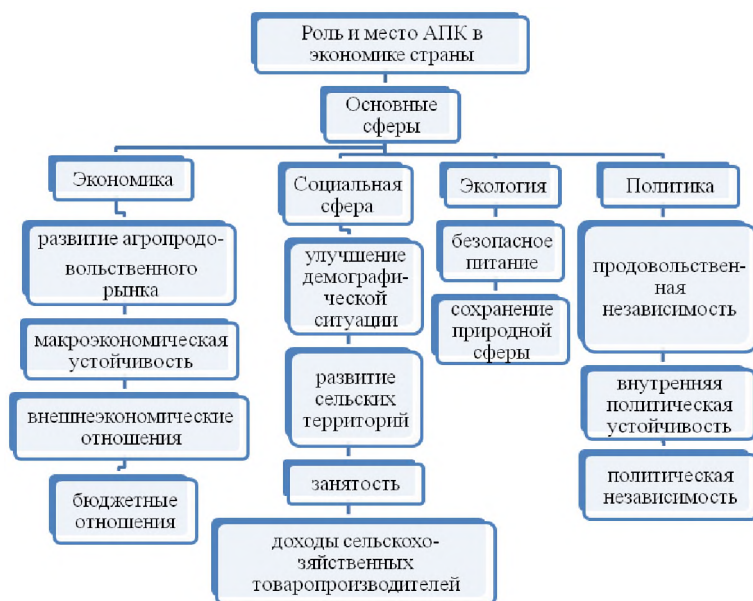 Роль и место АПК в
экономике страны
Основные
сферы
Экономика
развитие агропродо-
вольственного
рынка
макроэкономическая
устойчивость
внешнеэкономические
отношения
бюджетные
отношения
Социальная
сфера
улучшение
демографи-
ческой
ситуации
развитие
сельских
территорий
занятость
доходы сельскохо-
зяйственных
товаропроизводителей
Экология
безопасное
питание
сохранение
природной
сферы
Политика
продовольствен-
ная
независимость
внутренняя
политическая
устойчивость
политическая
независимость